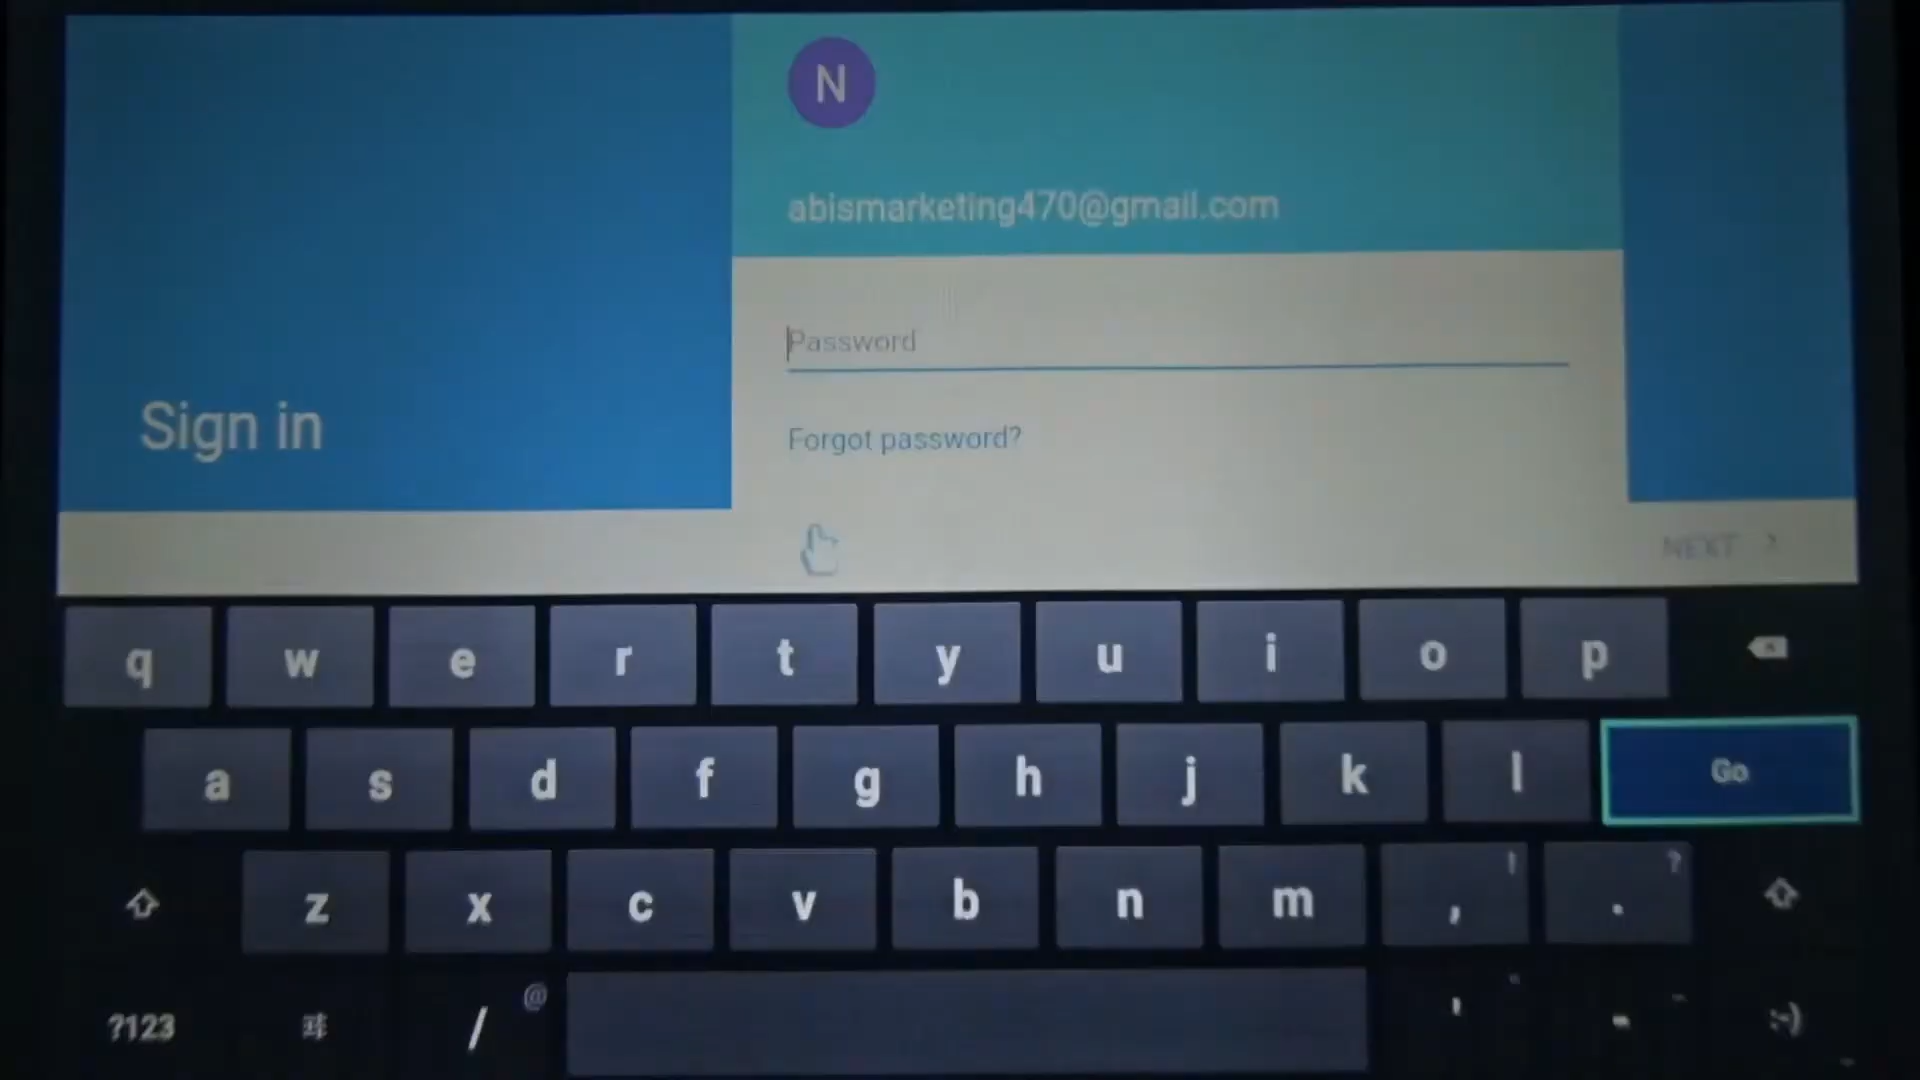 N
abismarketing470@gmail.com
Password
Sign in
Forgot password?
NEXT
q w e r t y u i o p
a s d f g h j k l Go
z x c v b n m , ! . ?
?123 / @ ' - :-)